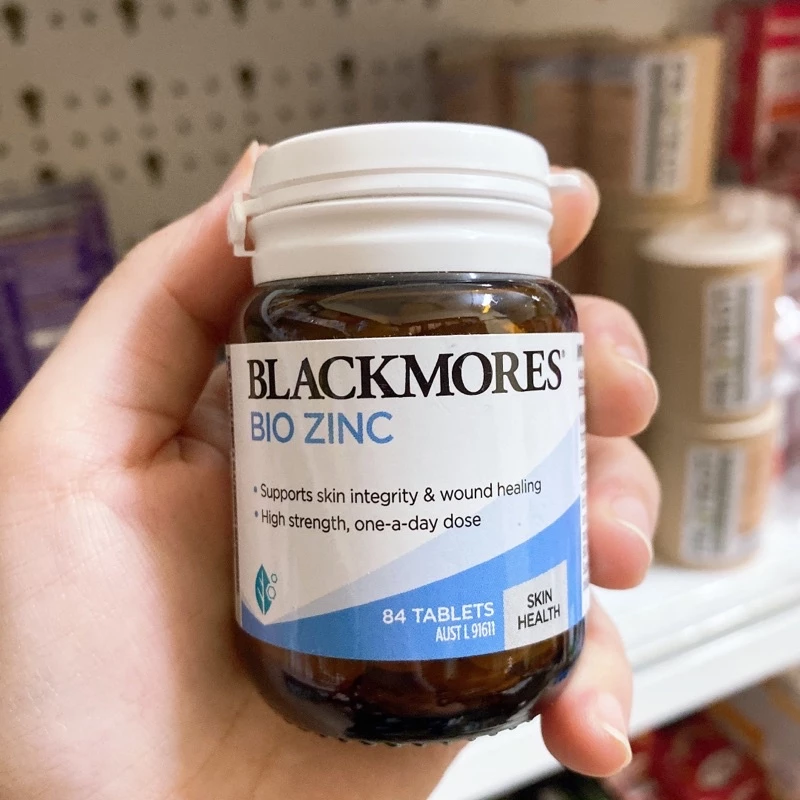 BLACKMORES®
BIO ZINC
• Supports skin integrity & wound healing
• High strength, one-a-day dose
84 TABLETS
AUST L 91611
SKIN
HEALTH